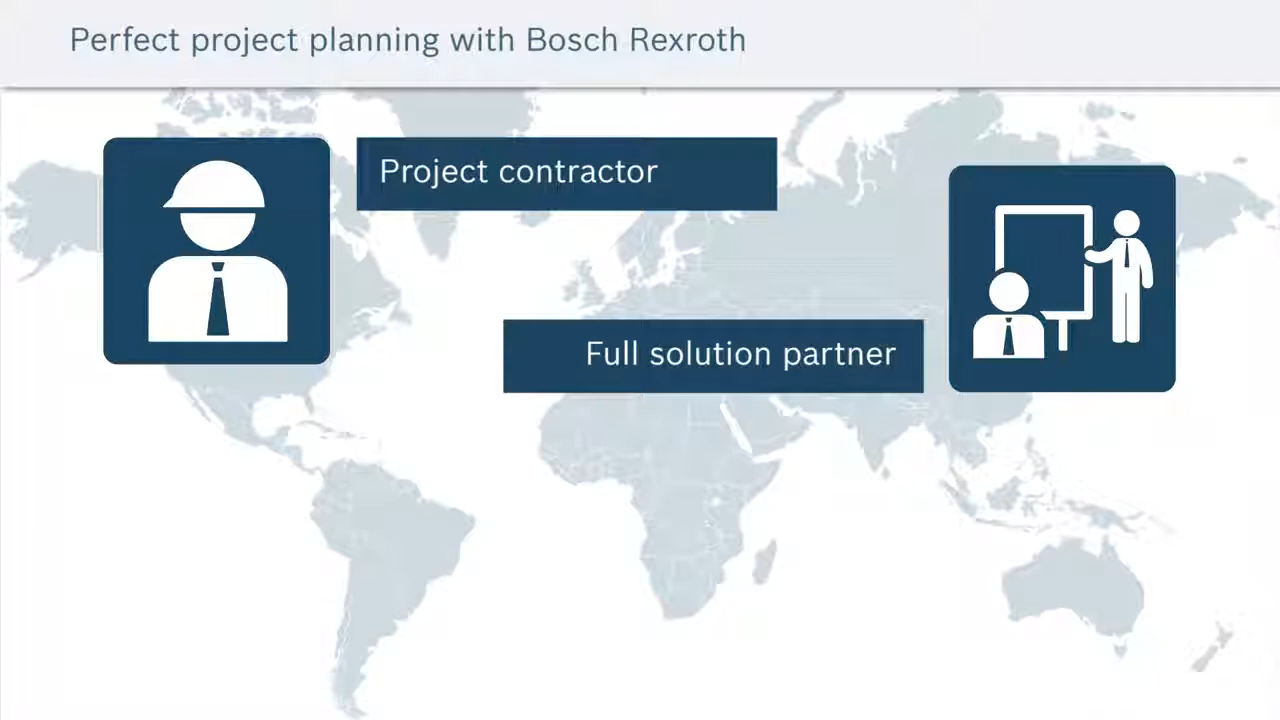 Perfect project planning with Bosch Rexroth
Project contractor
Full solution partner